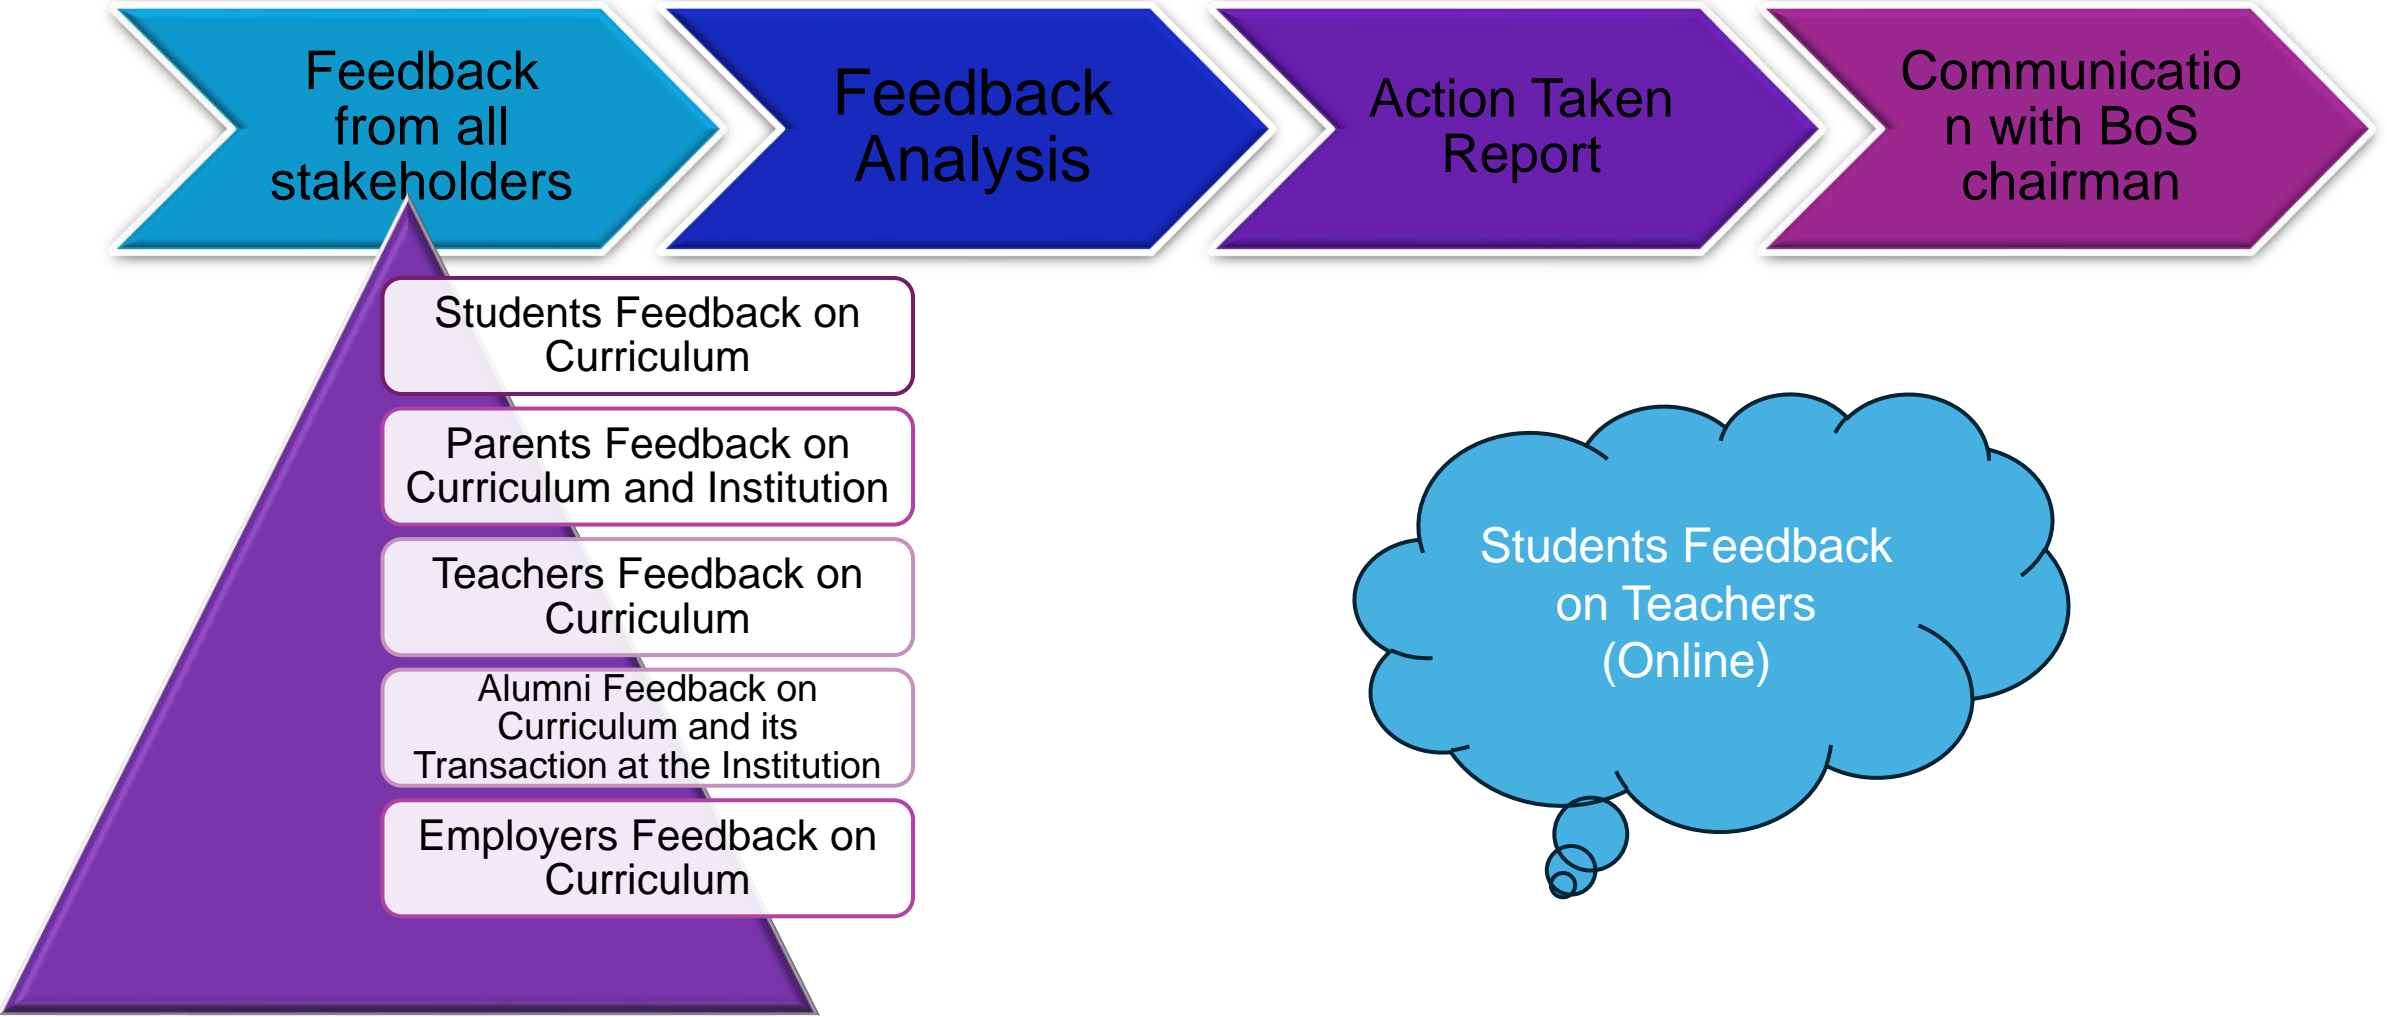 Feedback
from all
stakeholders
Feedback
Analysis
Action Taken
Report
Communicatio
n with BoS
chairman
Students Feedback on
Curriculum
Parents Feedback on
Curriculum and Institution
Teachers Feedback on
Curriculum
Alumni Feedback on
Curriculum and its
Transaction at the Institution
Employers Feedback on
Curriculum
Students Feedback
on Teachers
(Online)